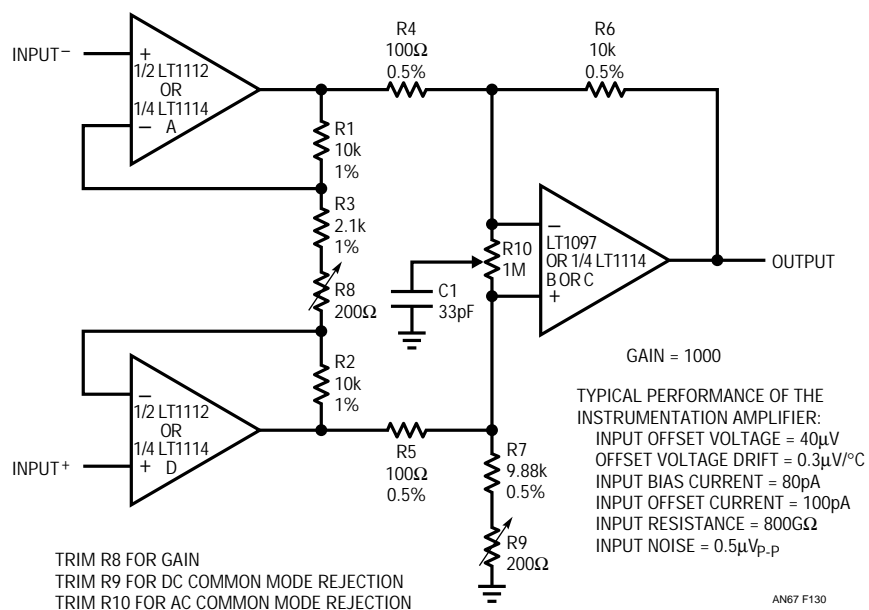 R4
100Ω
0.5%
R6
10k
0.5%
INPUT–
+
1/2 LT1112
OR
1/4 LT1114
– A
R1
10k
1%
R3
2.1k
1%
R8
200Ω
C1
33pF
R10
1M
–
LT1097
OR 1/4 LT1114
B OR C
+
OUTPUT
R2
10k
1%
–
1/2 LT1112
OR
1/4 LT1114
+ D
INPUT+
R5
100Ω
0.5%
R7
9.88k
0.5%
R9
200Ω
GAIN = 1000
TYPICAL PERFORMANCE OF THE
INSTRUMENTATION AMPLIFIER:
INPUT OFFSET VOLTAGE = 40µV
OFFSET VOLTAGE DRIFT = 0.3µV/°C
INPUT BIAS CURRENT = 80pA
INPUT OFFSET CURRENT = 100pA
INPUT RESISTANCE = 800GΩ
INPUT NOISE = 0.5µVP-P
TRIM R8 FOR GAIN
TRIM R9 FOR DC COMMON MODE REJECTION
TRIM R10 FOR AC COMMON MODE REJECTION
AN67 F130